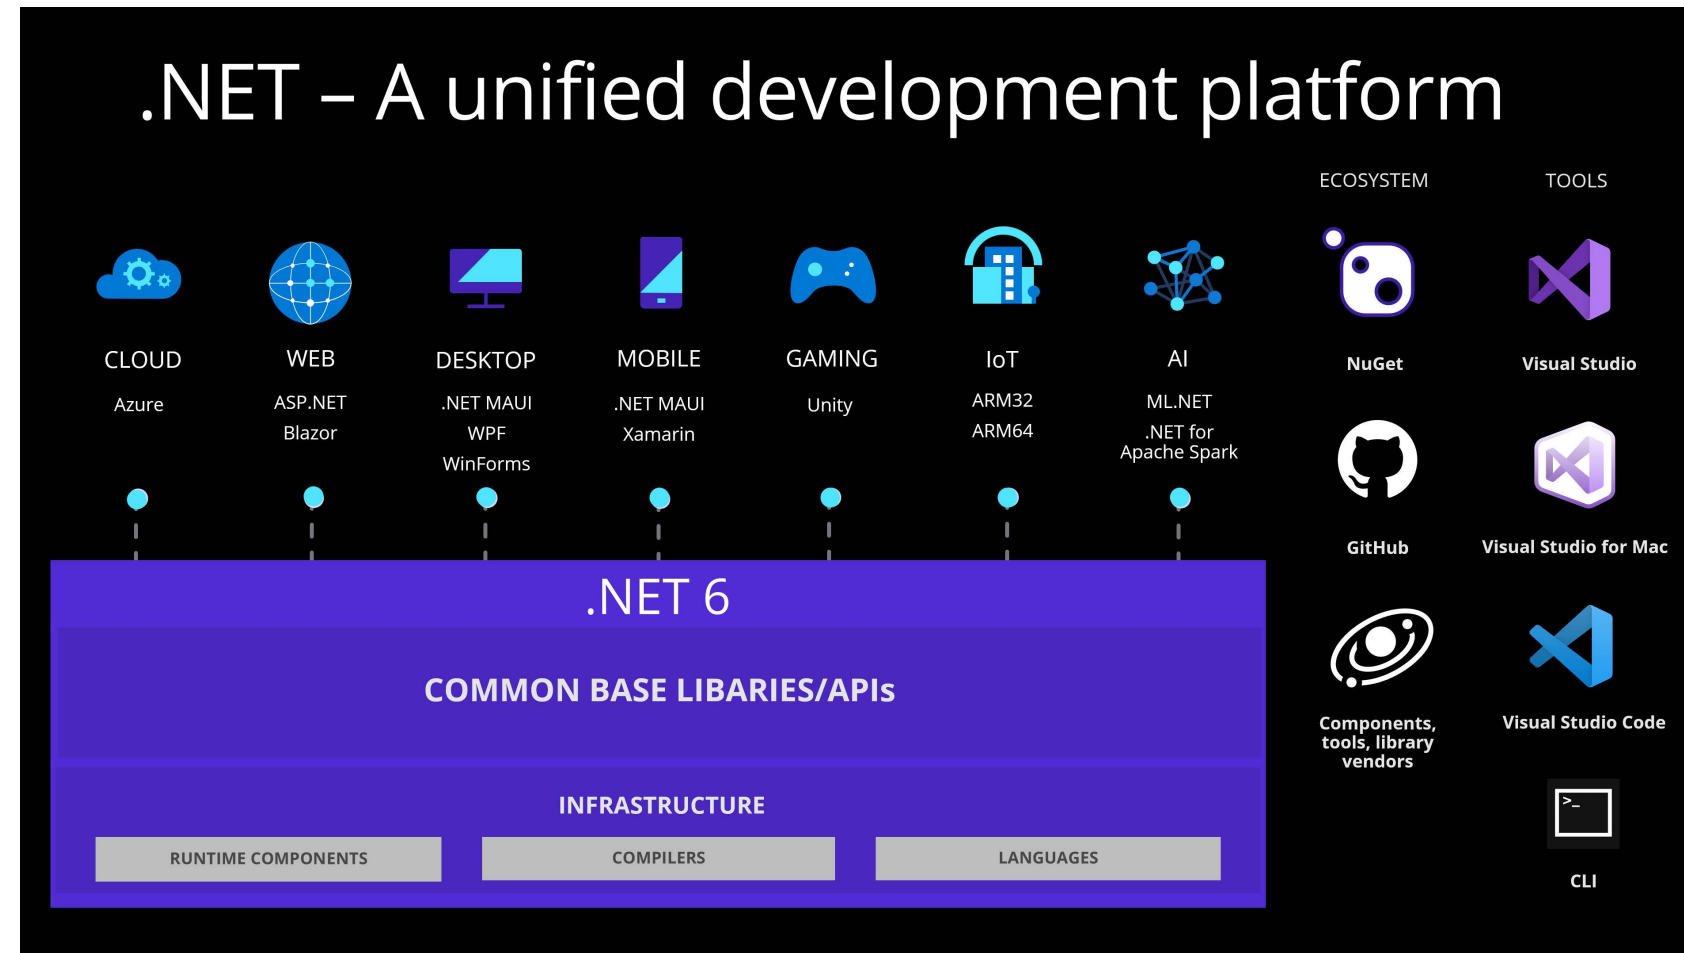 .NET – A unified development platform
ECOSYSTEM
TOOLS
CLOUD
Azure
WEB
ASP.NET
Blazor
DESKTOP
.NET MAUI
WPF
WinForms
MOBILE
.NET MAUI
Xamarin
GAMING
Unity
IoT
ARM32
ARM64
AI
ML.NET
.NET for
Apache Spark
NuGet
GitHub
Components,
tools, library
vendors
Visual Studio
Visual Studio for Mac
Visual Studio Code
>_
CLI
.NET 6
COMMON BASE LIBARIES/APIs
INFRASTRUCTURE
RUNTIME COMPONENTS
COMPILERS
LANGUAGES